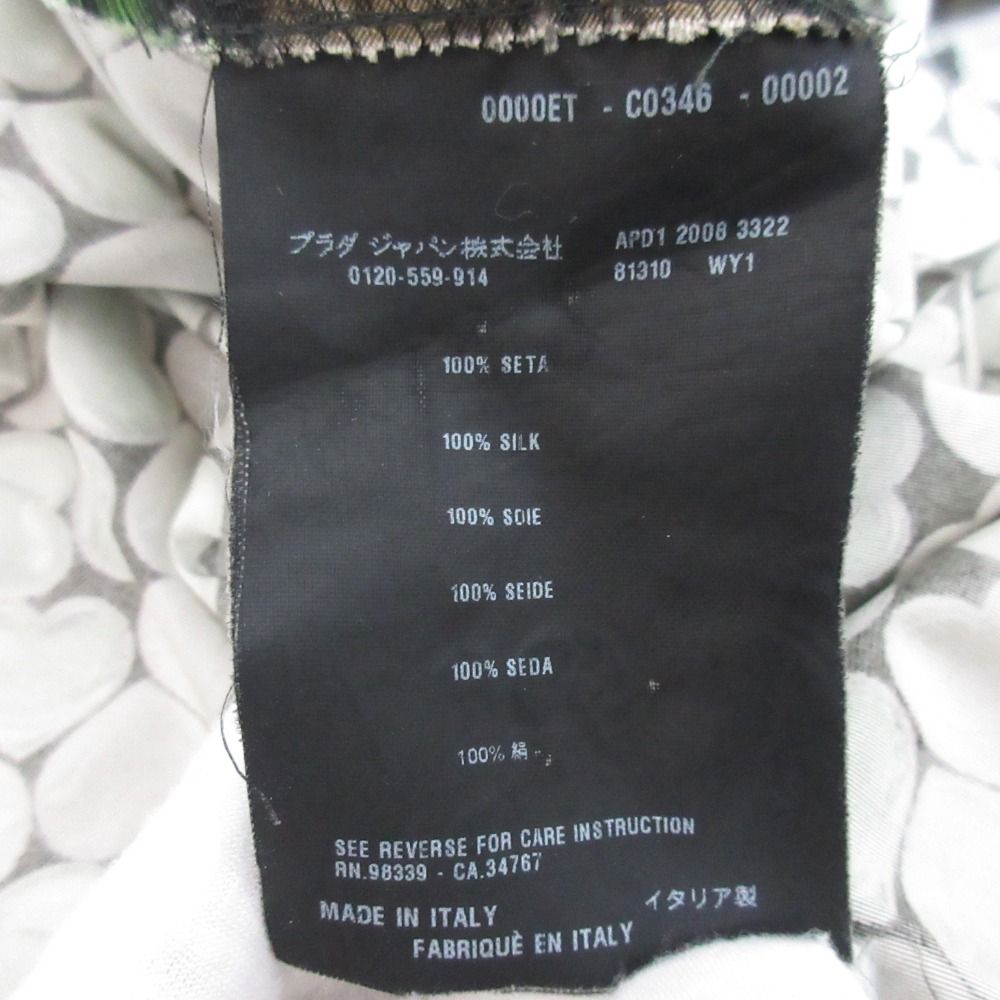 0000ET - C0346 - 00002
プラダ ジャパン株式会社
0120-559-914
APD1 2008 3322
81310 WY1
100% SETA
100% SILK
100% SOIE
100% SEIDE
100% SEDA
100% 絹
SEE REVERSE FOR CARE INSTRUCTION
RN.98339 - CA.34767
MADE IN ITALY
イタリア製
FABRIQUÈ EN ITALY